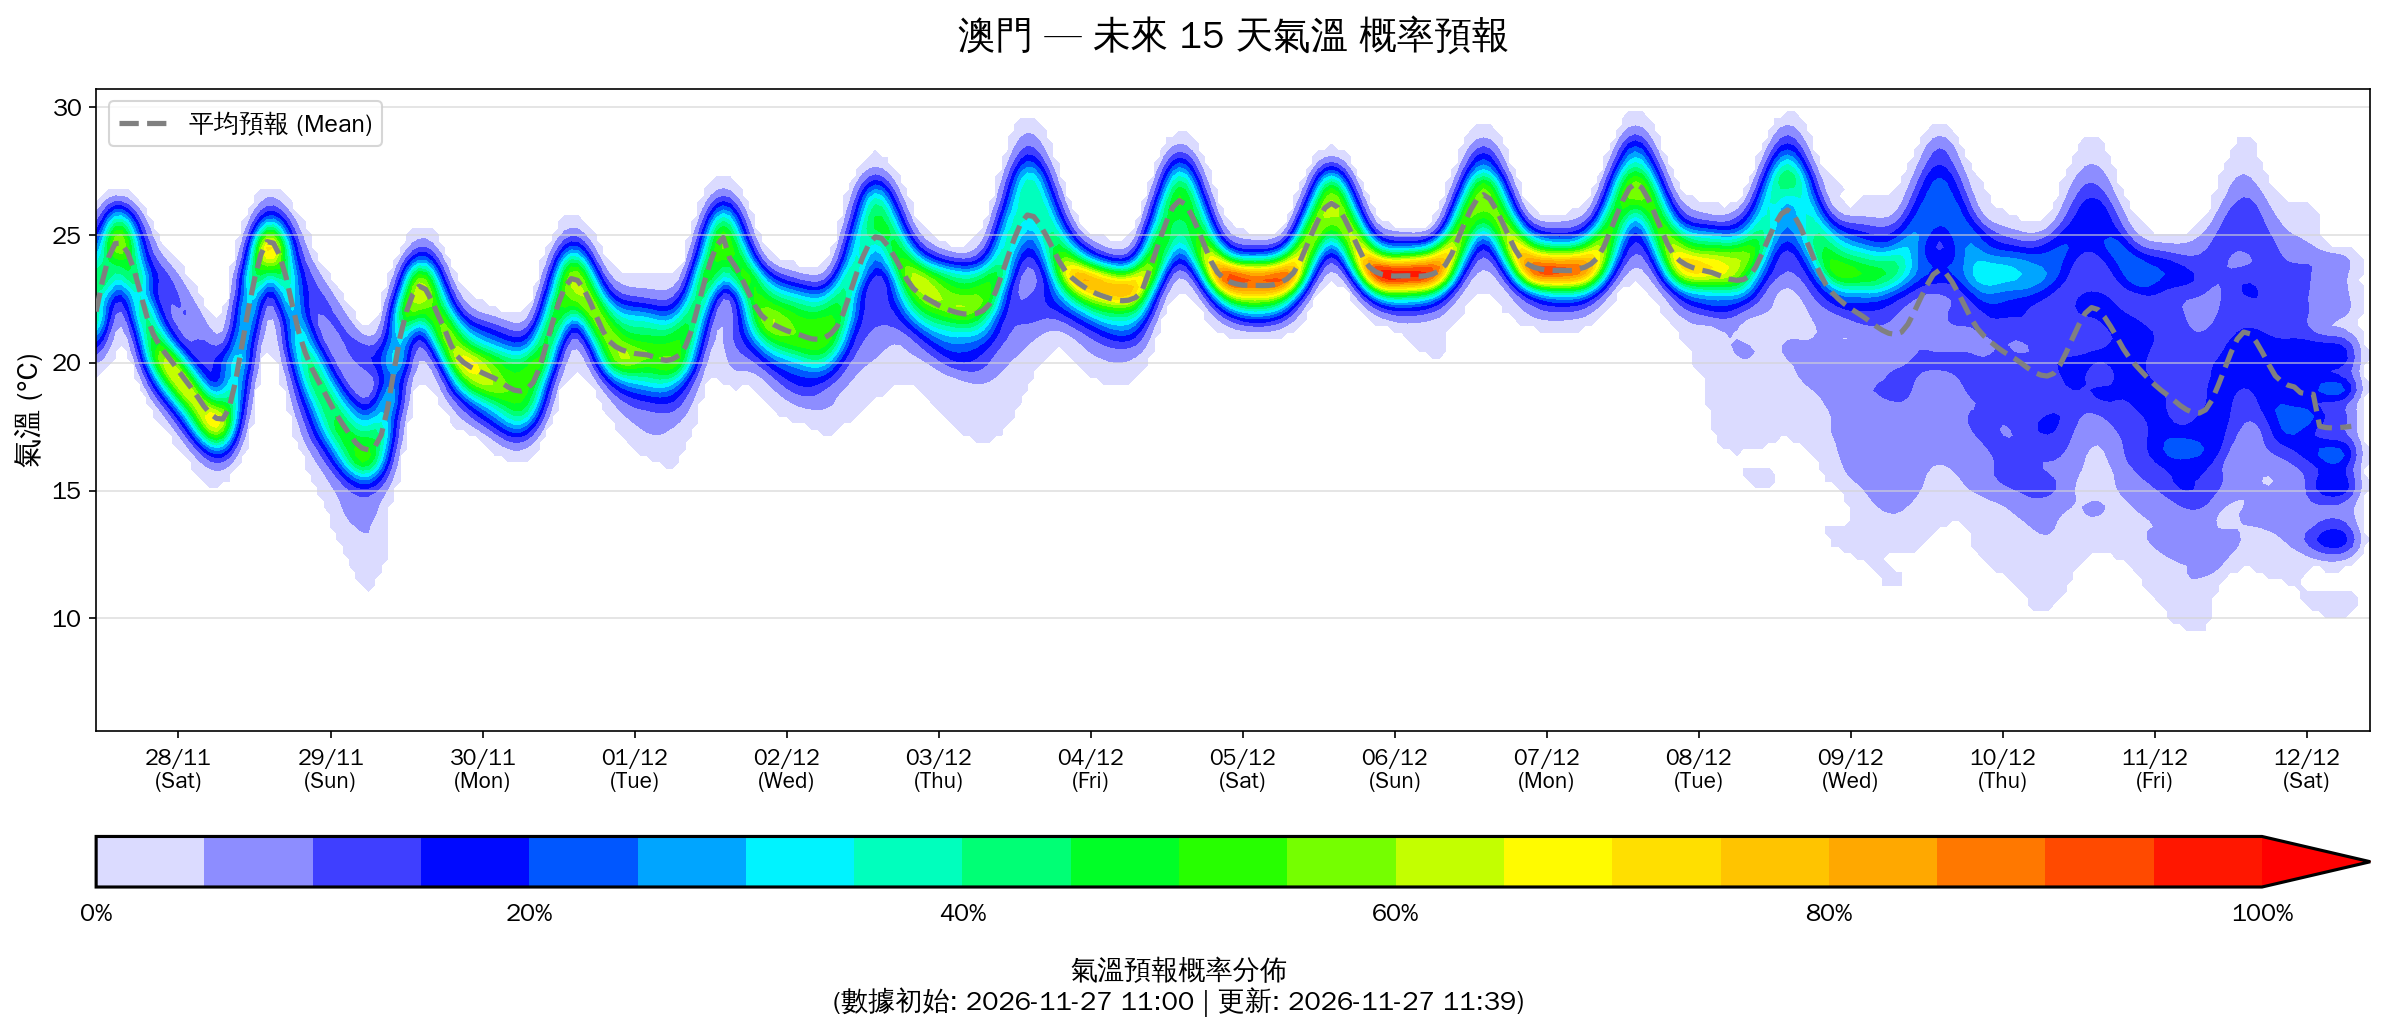 澳門 — 未來 15 天氣溫 概率預報
平均預報 (Mean)
氣溫 (°C)
30
25
20
15
10
28/11 (Sat)
29/11 (Sun)
30/11 (Mon)
01/12 (Tue)
02/12 (Wed)
03/12 (Thu)
04/12 (Fri)
05/12 (Sat)
06/12 (Sun)
07/12 (Mon)
08/12 (Tue)
09/12 (Wed)
10/12 (Thu)
11/12 (Fri)
12/12 (Sat)
0% 20% 40% 60% 80% 100%
氣溫預報概率分佈
(數據初始: 2026-11-27 11:00 | 更新: 2026-11-27 11:39)